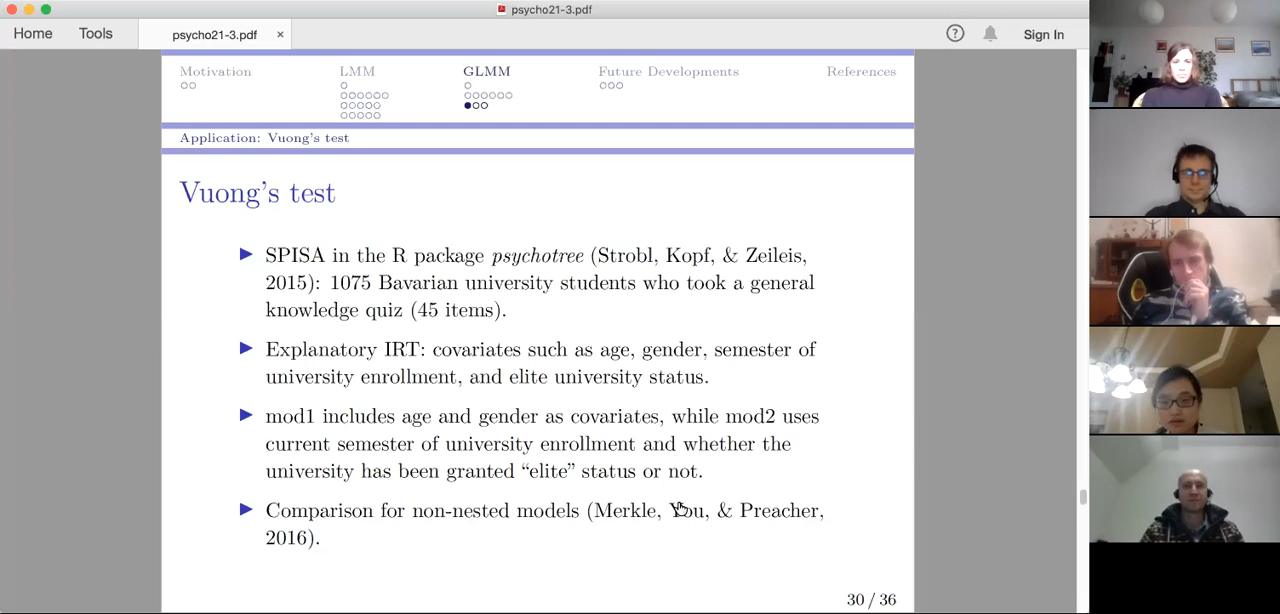 psycho21-3.pdf
Home Tools psycho21-3.pdf × ? Sign In
Motivation LMM GLMM Future Developments References
Application: Vuong's test
Vuong's test
SPISA in the R package psychotree (Strobl, Kopf, & Zeileis,
2015): 1075 Bavarian university students who took a general
knowledge quiz (45 items).
Explanatory IRT: covariates such as age, gender, semester of
university enrollment, and elite university status.
mod1 includes age and gender as covariates, while mod2 uses
current semester of university enrollment and whether the
university has been granted “elite” status or not.
Comparison for non-nested models (Merkle, You, & Preacher,
2016).
30 / 36